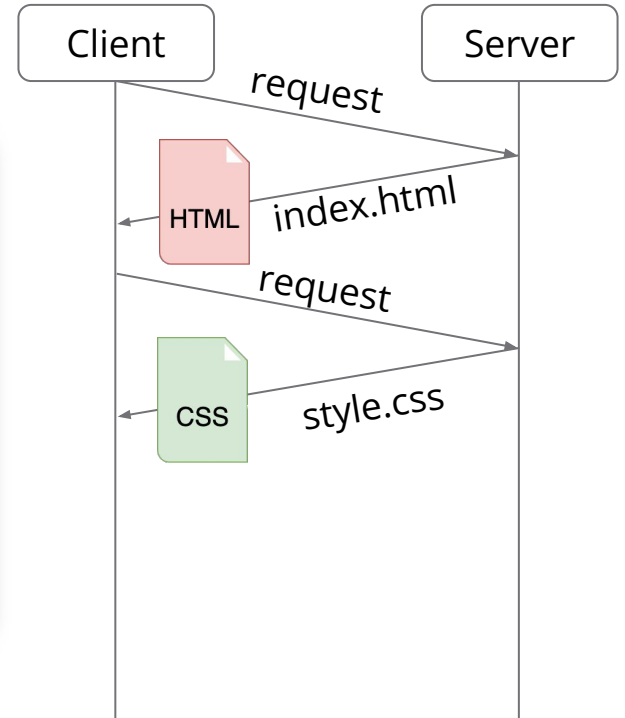 Client
Server
request
index.html
HTML
request
style.css
CSS